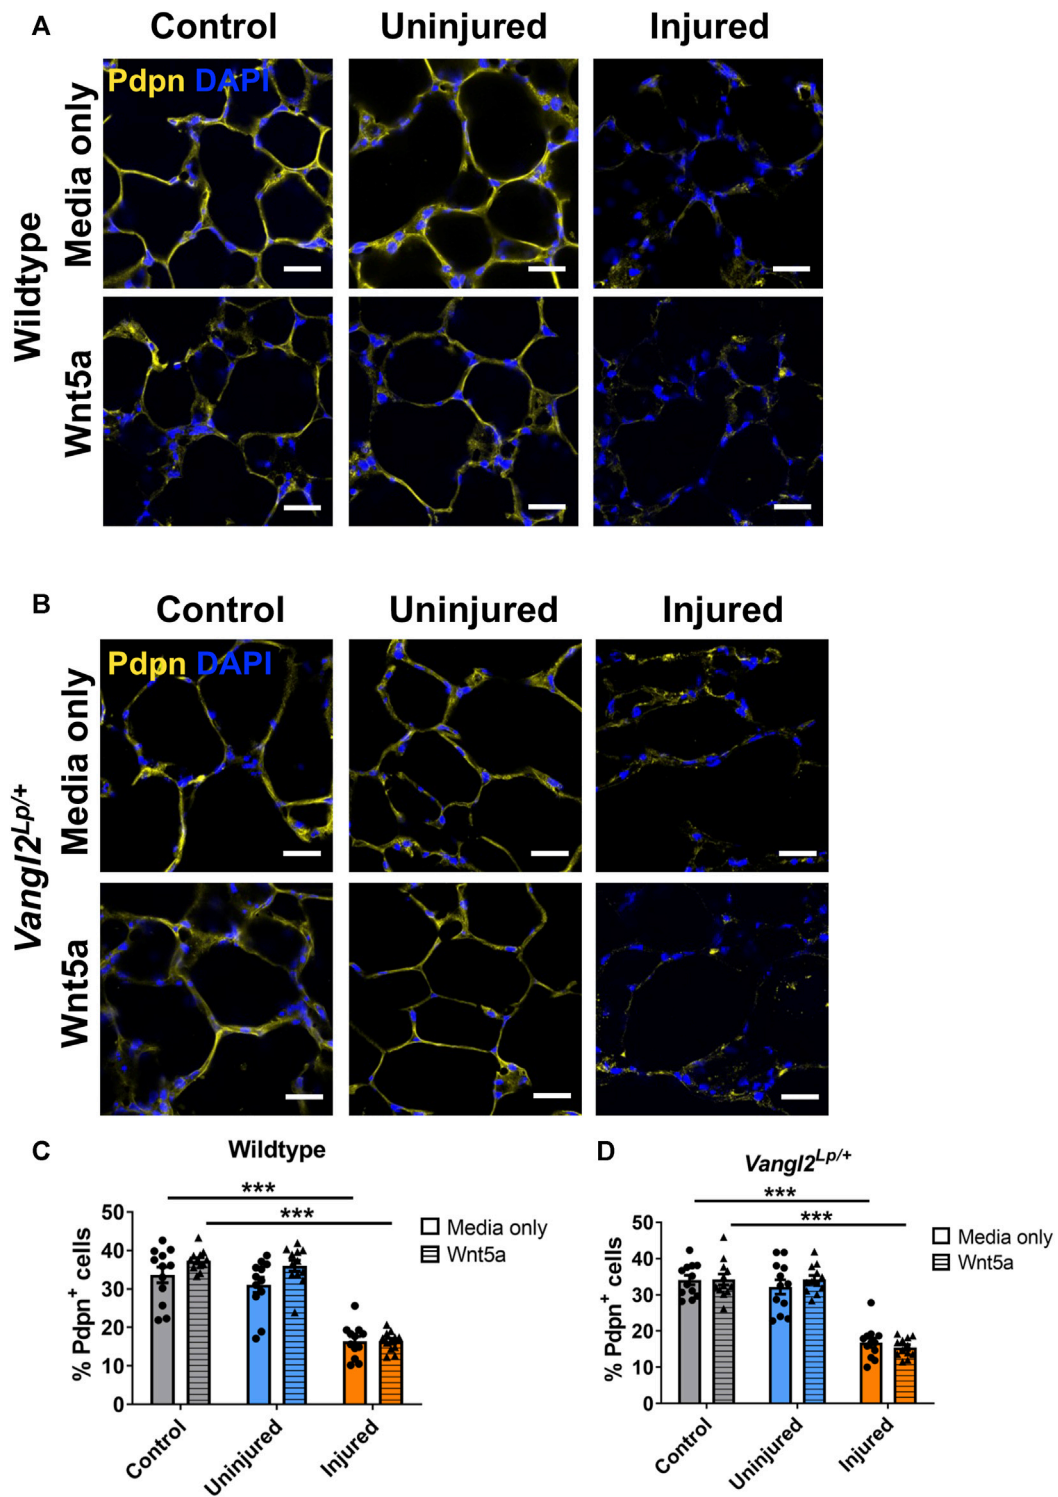 A
Control Uninjured Injured
Wildtype
Media only
Pdpn DAPI
Wnt5a
B
Control Uninjured Injured
Vangl2Lp/+
Media only
Pdpn DAPI
Wnt5a
C
Wildtype
***
***
% Pdpn+ cells
50
40
30
20
10
0
Control
Uninjured
Injured
Media only
Wnt5a
D
Vangl2Lp/+
***
***
% Pdpn+ cells
50
40
30
20
10
0
Control
Uninjured
Injured
Media only
Wnt5a